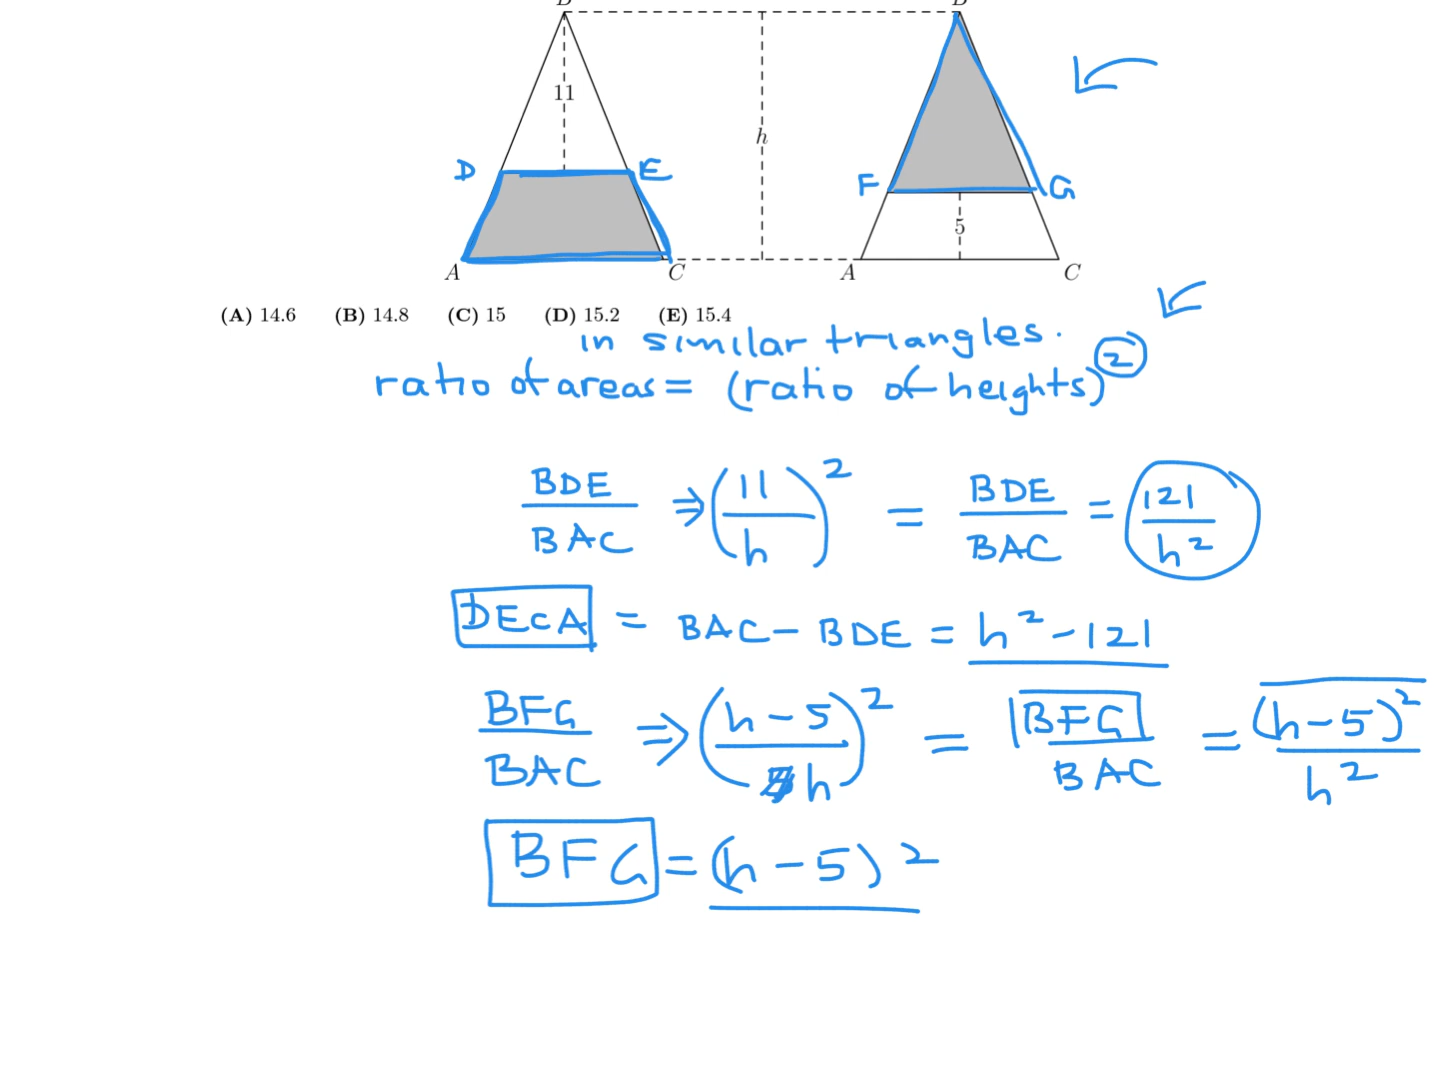 B B
11
h
D E F G
5
A C A C
(A) 14.6 (B) 14.8 (C) 15 (D) 15.2 (E) 15.4
in similar triangles.
ratio of areas = (ratio of heights)²
BDE/BAC ⇒ (11/h)² = BDE/BAC = 121/h²
DECA = BAC - BDE = h² - 121
BFG/BAC ⇒ (h-5/h)² = BFG/BAC = (h-5)²/h²
BFG = (h-5)²